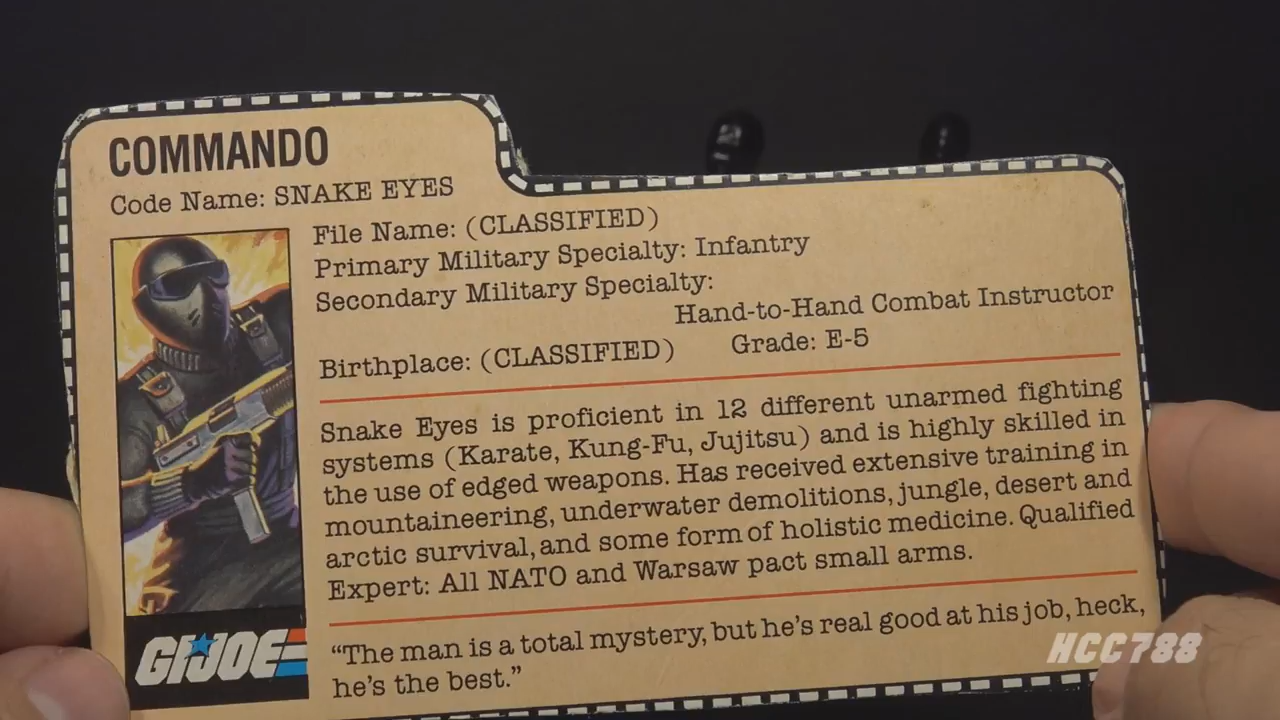 COMMANDO
Code Name: SNAKE EYES
File Name: (CLASSIFIED)
Primary Military Specialty: Infantry
Secondary Military Specialty:
Hand-to-Hand Combat Instructor
Birthplace: (CLASSIFIED) Grade: E-5
Snake Eyes is proficient in 12 different unarmed fighting
systems (Karate, Kung-Fu, Jujitsu) and is highly skilled in
the use of edged weapons. Has received extensive training in
mountaineering, underwater demolitions, jungle, desert and
arctic survival, and some form of holistic medicine. Qualified
Expert: All NATO and Warsaw pact small arms.
"The man is a total mystery, but he's real good at his job, heck,
he's the best."
GI JOE
HCC788